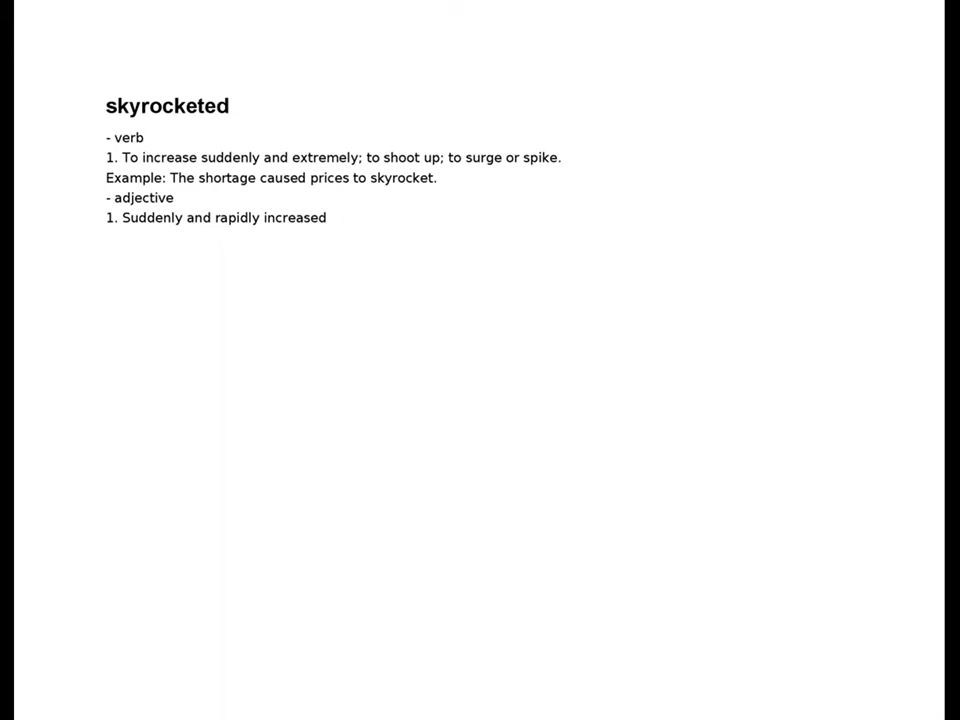 skyrocketed
- verb
1. To increase suddenly and extremely; to shoot up; to surge or spike.
Example: The shortage caused prices to skyrocket.
- adjective
1. Suddenly and rapidly increased